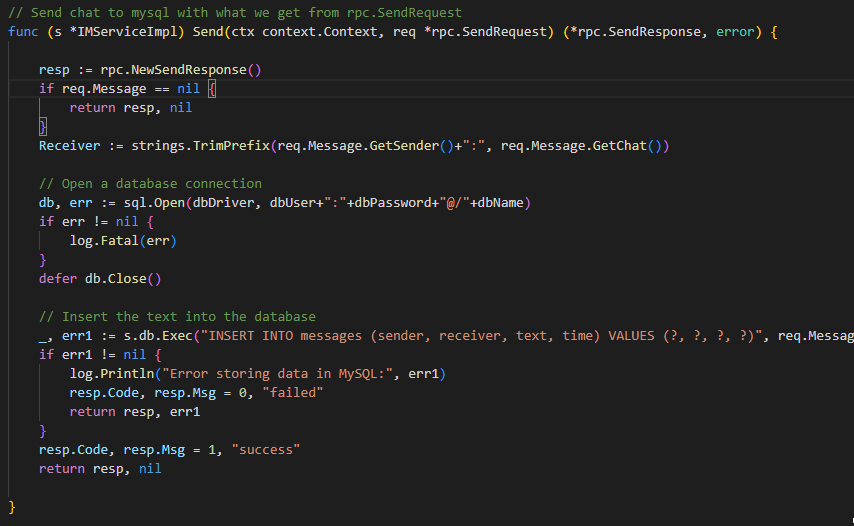 // Send chat to mysql with what we get from rpc.SendRequest
func (s *IMServiceImpl) Send(ctx context.Context, req *rpc.SendRequest) (*rpc.SendResponse, error) {
resp := rpc.NewSendResponse()
if req.Message == nil {
return resp, nil
}
Receiver := strings.TrimPrefix(req.Message.GetSender()+":", req.Message.GetChat())
// Open a database connection
db, err := sql.Open(dbDriver, dbUser+":"+dbPassword+"@/"+dbName)
if err != nil {
log.Fatal(err)
}
defer db.Close()
// Insert the text into the database
_, err1 := s.db.Exec("INSERT INTO messages (sender, receiver, text, time) VALUES (?, ?, ?, ?)", req.Messag
if err1 != nil {
log.Println("Error storing data in MySQL:", err1)
resp.Code, resp.Msg = 0, "failed"
return resp, err1
}
resp.Code, resp.Msg = 1, "success"
return resp, nil
}